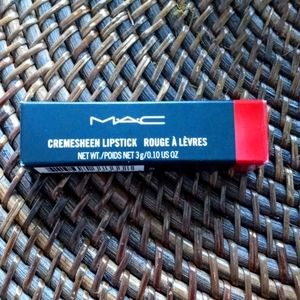 MAC
CREMESHEEN LIPSTICK ROUGE À LÈVRES
NET WT./POIDS NET 3 g/0.10 US OZ